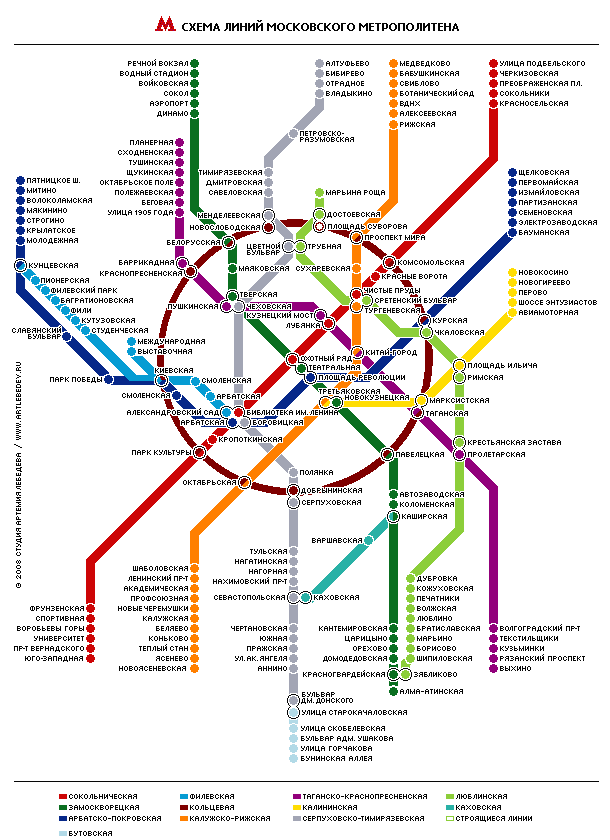 СХЕМА ЛИНИЙ МОСКОВСКОГО МЕТРОПОЛИТЕНА
РЕЧНОЙ ВОКЗАЛ
ВОДНЫЙ СТАДИОН
ВОЙКОВСКАЯ
СОКОЛ
АЭРОПОРТ
ДИНАМО
АЛТУФЬЕВО
БИБИРЕВО
ОТРАДНОЕ
ВЛАДЫКИНО
ПЕТРОВСКО-
РАЗУМОВСКАЯ
МЕДВЕДКОВО
БАБУШКИНСКАЯ
СВИБЛОВО
БОТАНИЧЕСКИЙ САД
ВДНХ
АЛЕКСЕЕВСКАЯ
РИЖСКАЯ
УЛИЦА ПОДБЕЛЬСКОГО
ЧЕРКИЗОВСКАЯ
ПРЕОБРАЖЕНСКАЯ ПЛ.
СОКОЛЬНИКИ
КРАСНОСЕЛЬСКАЯ
ПЛАНЕРНАЯ
СХОДНЕНСКАЯ
ТУШИНСКАЯ
ЩУКИНСКАЯ
ОКТЯБРЬСКОЕ ПОЛЕ
ПОЛЕЖАЕВСКАЯ
БЕГОВАЯ
УЛИЦА 1905 ГОДА
ТИМИРЯЗЕВСКАЯ
ДМИТРОВСКАЯ
САВЕЛОВСКАЯ
МАРЬИНА РОЩА
ЩЕЛКОВСКАЯ
ПЕРВОМАЙСКАЯ
ИЗМАЙЛОВСКАЯ
ПАРТИЗАНСКАЯ
СЕМЕНОВСКАЯ
ЭЛЕКТРОЗАВОДСКАЯ
БАУМАНСКАЯ
ПЯТНИЦКОЕ Ш.
МИТИНО
ВОЛОКОЛАМСКАЯ
МЯКИНИНО
СТРОГИНО
КРЫЛАТСКОЕ
МОЛОДЕЖНАЯ
МЕНДЕЛЕЕВСКАЯ
НОВОСЛОБОДСКАЯ
ДОСТОЕВСКАЯ
ПЛОЩАДЬ СУВОРОВА
ПРОСПЕКТ МИРА
БЕЛОРУССКАЯ
ЦВЕТНОЙ
БУЛЬВАР
ТРУБНАЯ
КУНЦЕВСКАЯ
БАРРИКАДНАЯ
КРАСНОПРЕСНЕНСКАЯ
МАЯКОВСКАЯ
СУХАРЕВСКАЯ
КОМСОМОЛЬСКАЯ
КРАСНЫЕ ВОРОТА
НОВОКОСИНО
НОВОГИРЕЕВО
ПЕРОВО
ШОССЕ ЭНТУЗИАСТОВ
АВИАМОТОРНАЯ
ПИОНЕРСКАЯ
ФИЛЕВСКИЙ ПАРК
БАГРАТИОНОВСКАЯ
ФИЛИ
КУТУЗОВСКАЯ
СТУДЕНЧЕСКАЯ
СЛАВЯНСКИЙ
БУЛЬВАР
ТВЕРСКАЯ
ПУШКИНСКАЯ
ЧЕХОВСКАЯ
КУЗНЕЦКИЙ МОСТ
ЛУБЯНКА
ЧИСТЫЕ ПРУДЫ
СРЕТЕНСКИЙ БУЛЬВАР
ТУРГЕНЕВСКАЯ
КУРСКАЯ
ЧКАЛОВСКАЯ
МЕЖДУНАРОДНАЯ
ВЫСТАВОЧНАЯ
КИТАЙ-ГОРОД
ОХОТНЫЙ РЯД
ТЕАТРАЛЬНАЯ
ПЛОЩАДЬ РЕВОЛЮЦИИ
ПЛОЩАДЬ ИЛЬИЧА
РИМСКАЯ
КИЕВСКАЯ
ПАРК ПОБЕДЫ
СМОЛЕНСКАЯ
СМОЛЕНСКАЯ
АРБАТСКАЯ
ТРЕТЬЯКОВСКАЯ
НОВОКУЗНЕЦКАЯ
МАРКСИСТСКАЯ
ТАГАНСКАЯ
АЛЕКСАНДРОВСКИЙ САД
БИБЛИОТЕКА ИМ. ЛЕНИНА
АРБАТСКАЯ
БОРОВИЦКАЯ
КРОПОТКИНСКАЯ
ПАРК КУЛЬТУРЫ
КРЕСТЬЯНСКАЯ ЗАСТАВА
ПРОЛЕТАРСКАЯ
ПАВЕЛЕЦКАЯ
ПОЛЯНКА
ОКТЯБРЬСКАЯ
ДОБРЫНИНСКАЯ
СЕРПУХОВСКАЯ
АВТОЗАВОДСКАЯ
КОЛОМЕНСКАЯ
КАШИРСКАЯ
ВАРШАВСКАЯ
ТУЛЬСКАЯ
НАГАТИНСКАЯ
НАГОРНАЯ
НАХИМОВСКИЙ ПР-Т
СЕВАСТОПОЛЬСКАЯ
КАХОВСКАЯ
ШАБОЛОВСКАЯ
ЛЕНИНСКИЙ ПР-Т
АКАДЕМИЧЕСКАЯ
ПРОФСОЮЗНАЯ
НОВЫЕ ЧЕРЕМУШКИ
КАЛУЖСКАЯ
БЕЛЯЕВО
КОНЬКОВО
ТЕПЛЫЙ СТАН
ЯСЕНЕВО
НОВОЯСЕНЕВСКАЯ
ФРУНЗЕНСКАЯ
СПОРТИВНАЯ
ВОРОБЬЕВЫ ГОРЫ
УНИВЕРСИТЕТ
ПР-Т ВЕРНАДСКОГО
ЮГО-ЗАПАДНАЯ
ДУБРОВКА
КОЖУХОВСКАЯ
ПЕЧАТНИКИ
ВОЛЖСКАЯ
ЛЮБЛИНО
БРАТИСЛАВСКАЯ
МАРЬИНО
БОРИСОВО
ШИПИЛОВСКАЯ
ЗЯБЛИКОВО
ЧЕРТАНОВСКАЯ
ЮЖНАЯ
ПРАЖСКАЯ
УЛ. АК. ЯНГЕЛЯ
АННИНО
БУЛЬВАР
ДМ. ДОНСКОГО
УЛИЦА СТАРОКАЧАЛОВСКАЯ
УЛИЦА СКОБЕЛЕВСКАЯ
БУЛЬВАР АДМ. УШАКОВА
УЛИЦА ГОРЧАКОВА
БУНИНСКАЯ АЛЛЕЯ
КАНТЕМИРОВСКАЯ
ЦАРИЦЫНО
ОРЕХОВО
ДОМОДЕДОВСКАЯ
КРАСНОГВАРДЕЙСКАЯ
АЛМА-АТИНСКАЯ
ВОЛГОГРАДСКИЙ ПР-Т
ТЕКСТИЛЬЩИКИ
КУЗЬМИНКИ
РЯЗАНСКИЙ ПРОСПЕКТ
ВЫХИНО
© 2008 СТУДИЯ АРТЕМИЯ ЛЕБЕДЕВА / WWW.ARTLEBEDEV.RU
СОКОЛЬНИЧЕСКАЯ
ЗАМОСКВОРЕЦКАЯ
АРБАТСКО-ПОКРОВСКАЯ
БУТОВСКАЯ
ФИЛЕВСКАЯ
КОЛЬЦЕВАЯ
КАЛУЖСКО-РИЖСКАЯ
ТАГАНСКО-КРАСНОПРЕСНЕНСКАЯ
КАЛИНИНСКАЯ
СЕРПУХОВСКО-ТИМИРЯЗЕВСКАЯ
ЛЮБЛИНСКАЯ
КАХОВСКАЯ
СТРОЯЩИЕСЯ ЛИНИИ